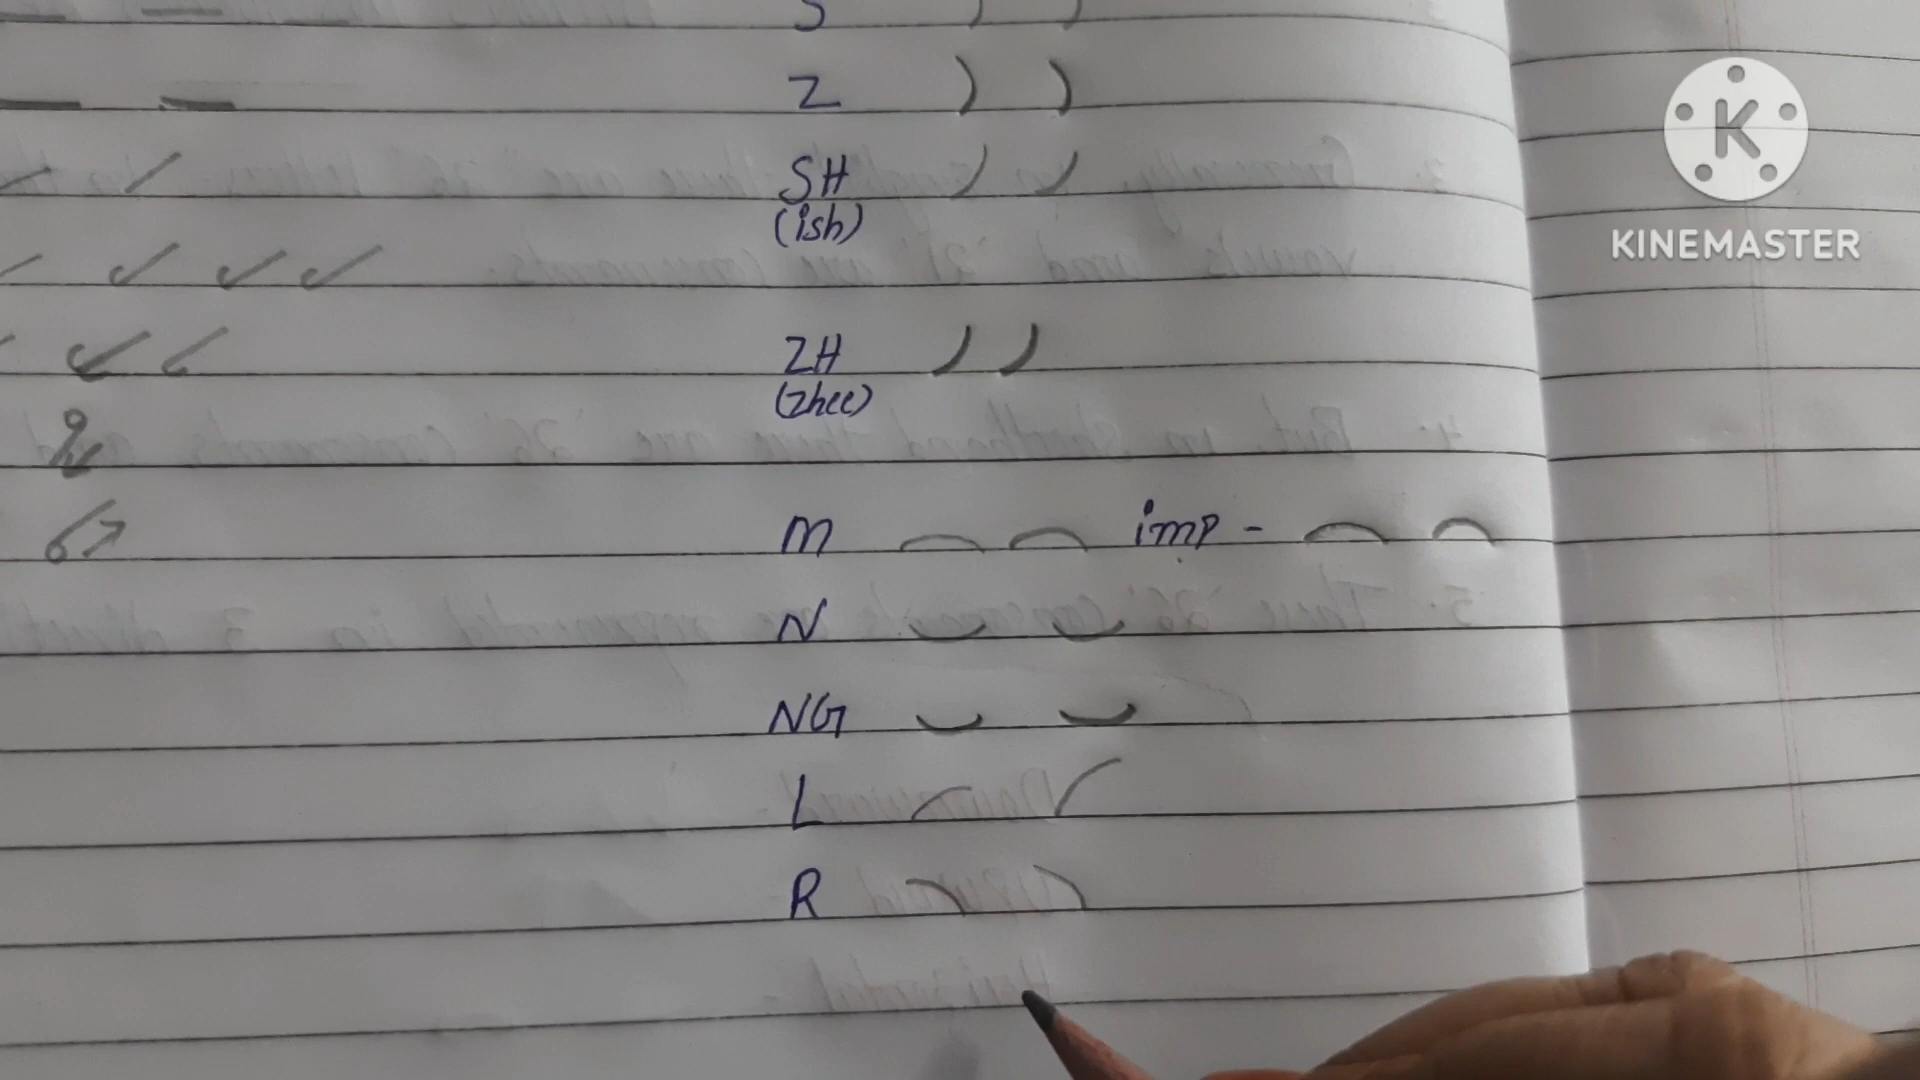 S
Z
SH
(ish)
ZH
(zhee)
M imp -
N
NG
L
R
KINEMASTER